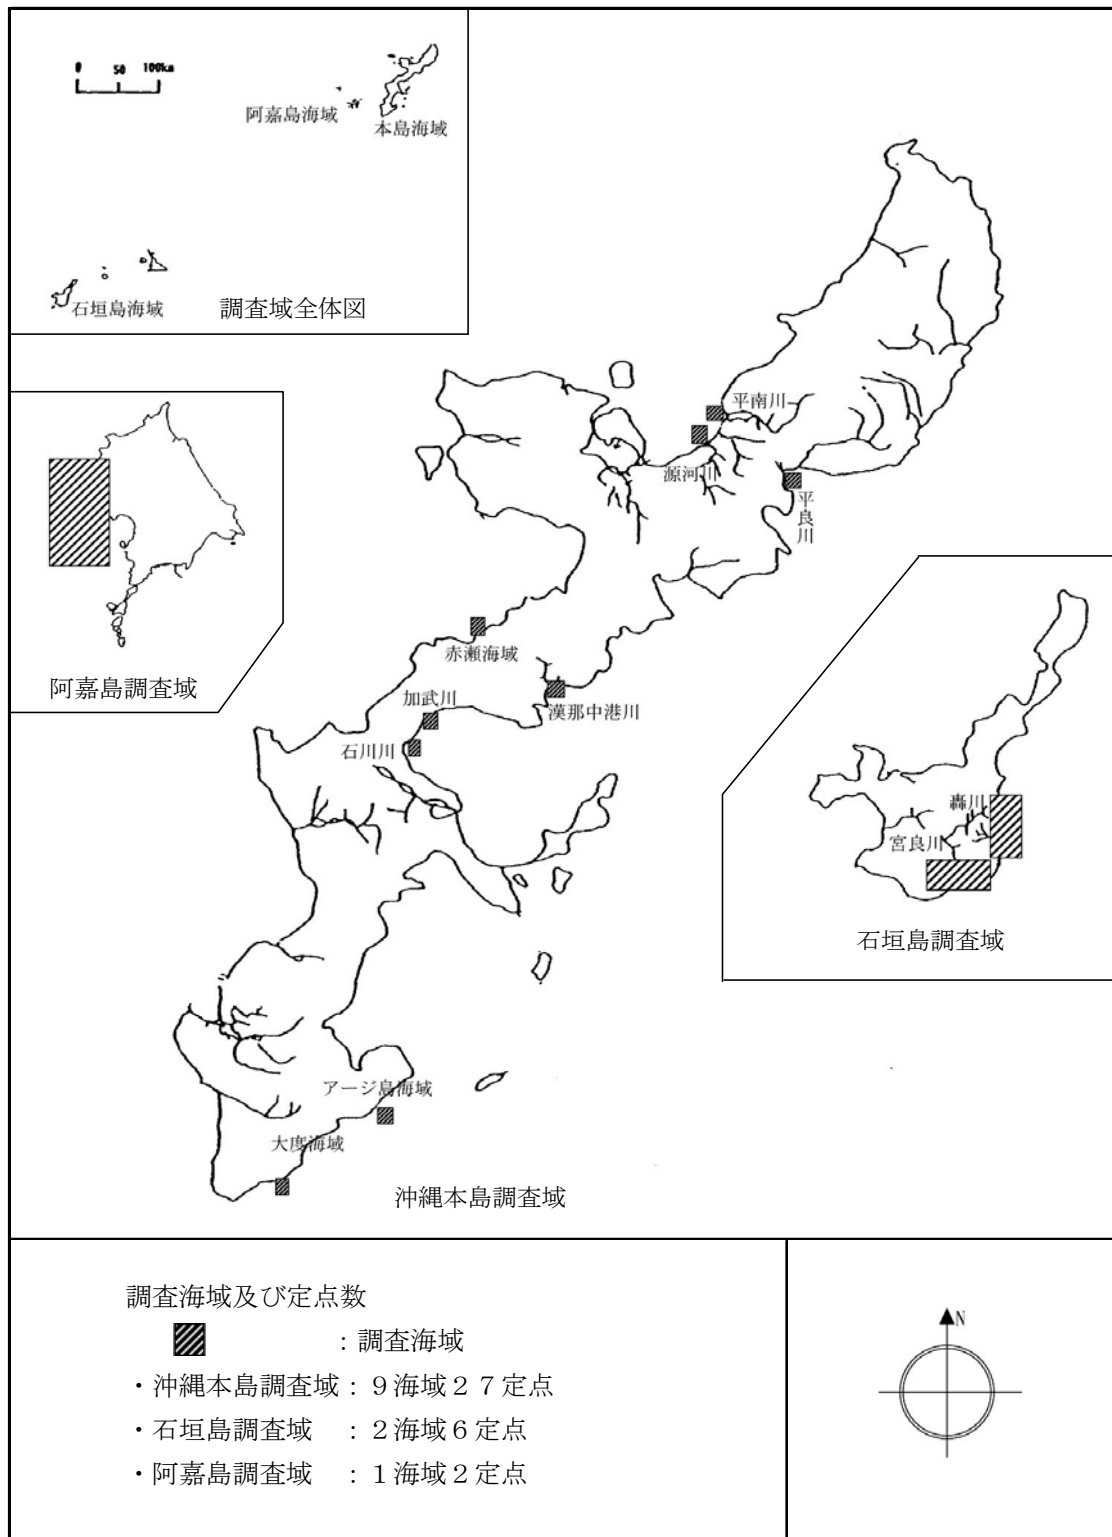 0 50 100km
阿嘉島海域
本島海域
石垣島海域
調査域全体図
平南川
源河川
平良川
阿嘉島調査域
赤瀬海域
加武川
漢那中港川
石川川
轟川
宮良川
石垣島調査域
アージ島海域
大度海域
沖縄本島調査域
調査海域及び定点数
：調査海域
・沖縄本島調査域：９海域２７定点
・石垣島調査域　：２海域６定点
・阿嘉島調査域　：１海域２定点
N